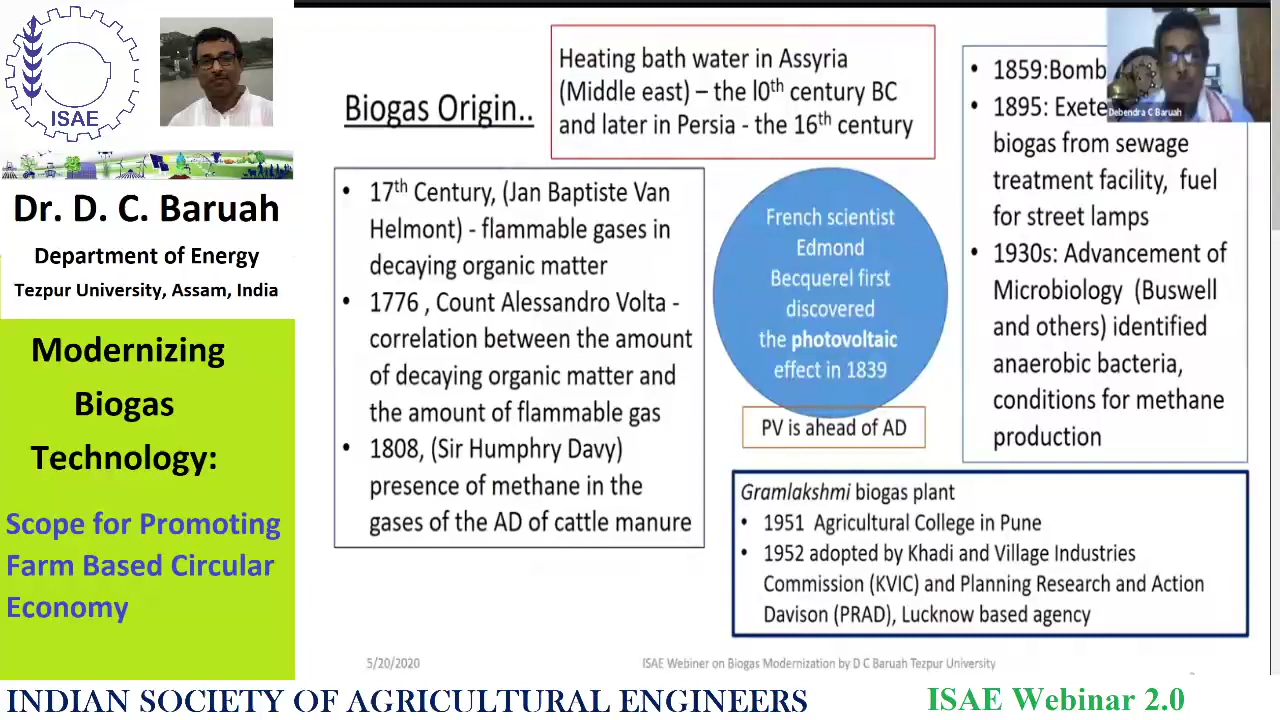 ISAE
Dr. D. C. Baruah
Department of Energy
Tezpur University, Assam, India
Modernizing
Biogas
Technology:
Scope for Promoting
Farm Based Circular
Economy
Biogas Origin..
Heating bath water in Assyria
(Middle east) – the l0th century BC
and later in Persia - the 16th century
• 17th Century, (Jan Baptiste Van
Helmont) - flammable gases in
decaying organic matter
• 1776 , Count Alessandro Volta -
correlation between the amount
of decaying organic matter and
the amount of flammable gas
• 1808, (Sir Humphry Davy)
presence of methane in the
gases of the AD of cattle manure
French scientist
Edmond
Becquerel first
discovered
the photovoltaic
effect in 1839
PV is ahead of AD
• 1859:Bomb
• 1895: Exete
biogas from sewage
treatment facility, fuel
for street lamps
• 1930s: Advancement of
Microbiology (Buswell
and others) identified
anaerobic bacteria,
conditions for methane
production
Debendra C Baruah
Gramlakshmi biogas plant
• 1951 Agricultural College in Pune
• 1952 adopted by Khadi and Village Industries
Commission (KVIC) and Planning Research and Action
Davison (PRAD), Lucknow based agency
5/20/2020
ISAE Webinar on Biogas Modernization by D C Baruah Tezpur University
INDIAN SOCIETY OF AGRICULTURAL ENGINEERS
ISAE Webinar 2.0